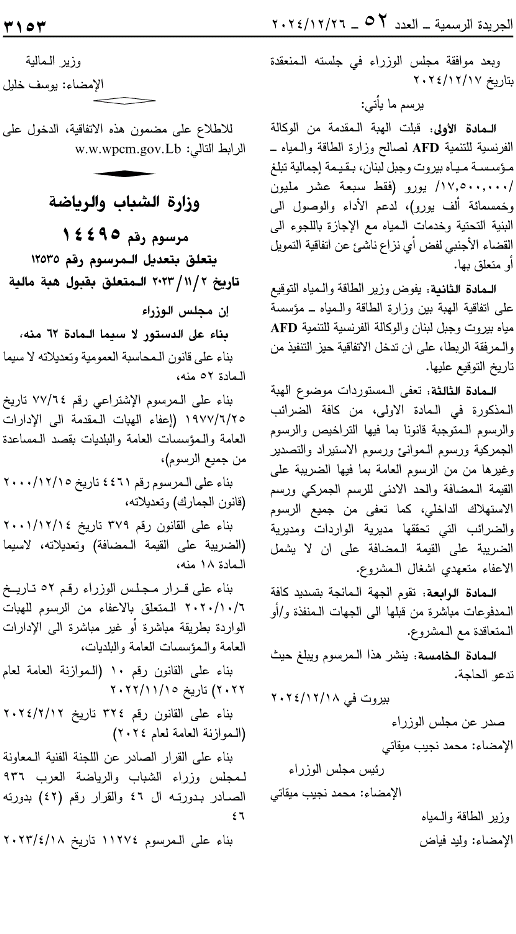 الجريدة الرسمية ــ العدد ٥٢ ــ ٢٠٢٤/١٢/٢٦
٣١٥٣
وبعد موافقة مجلس الوزراء في جلسته المنعقدة
بتاريخ ٢٠٢٤/١٢/١٧
يرسم ما يأتي:
المادة الأولى: قبلت الهبة المقدمة من الوكالة
الفرنسية للتنمية AFD لصالح وزارة الطاقة والمياه ــ
مؤسسة مياه بيروت وجبل لبنان، بقيمة إجمالية تبلغ
/١٧,٥٠٠,٠٠٠/ يورو (فقط سبعة عشر مليون
وخمسمائة ألف يورو)، لدعم الأداء والوصول الى
البنية التحتية وخدمات المياه مع الإجازة باللجوء الى
القضاء الأجنبي لفض أي نزاع ناشئ عن اتفاقية التمويل
أو متعلق بها.
المادة الثانية: يفوض وزير الطاقة والمياه التوقيع
على اتفاقية الهبة بين وزارة الطاقة والمياه ــ مؤسسة
مياه بيروت وجبل لبنان والوكالة الفرنسية للتنمية AFD
والمرفقة الربطا، على ان تدخل الاتفاقية حيز التنفيذ من
تاريخ التوقيع عليها.
المادة الثالثة: تعفى المستوردات موضوع الهبة
المذكورة في المادة الاولى، من كافة الضرائب
والرسوم المتوجبة قانونا بما فيها التراخيص والرسوم
الجمركية ورسوم الموانئ ورسوم الاستيراد والتصدير
وغيرها من من الرسوم العامة بما فيها الضريبة على
القيمة المضافة والحد الادنى للرسم الجمركي ورسم
الاستهلاك الداخلي، كما تعفى من جميع الرسوم
والضرائب التي تحققها مديرية الواردات ومديرية
الضريبة على القيمة المضافة على ان لا يشمل
الاعفاء متعهدي اشغال المشروع.
المادة الرابعة: تقوم الجهة المانحة بتسديد كافة
المدفوعات مباشرة من قبلها الى الجهات المنفذة و/أو
المتعاقدة مع المشروع.
المادة الخامسة: ينشر هذا المرسوم ويبلغ حيث
تدعو الحاجة.
بيروت في ٢٠٢٤/١٢/١٨
صدر عن مجلس الوزراء
الإمضاء: محمد نجيب ميقاتي
رئيس مجلس الوزراء
الإمضاء: محمد نجيب ميقاتي
وزير الطاقة والمياه
الإمضاء: وليد فياض
وزير المالية
الإمضاء: يوسف خليل
للاطلاع على مضمون هذه الاتفاقية، الدخول على
الرابط التالي: w.w.wpcm.gov.Lb
وزارة الشباب والرياضة
مرسوم رقم ١٤٤٩٥
يتعلق بتعديل المرسوم رقم ١٢٥٣٥
تاريخ ٢٠٢٣/١١/٢ المتعلق بقبول هبة مالية
إن مجلس الوزراء
بناء على الدستور لا سيما المادة ٦٢ منه،
بناء على قانون المحاسبة العمومية وتعديلاته لا سيما
المادة ٥٢ منه،
بناء على المرسوم الإشتراعي رقم ٧٧/٦٤ تاريخ
١٩٧٧/٦/٢٥ (إعفاء الهبات المقدمة الى الإدارات
العامة والمؤسسات العامة والبلديات بقصد المساعدة
من جميع الرسوم)،
بناء على المرسوم رقم ٤٤٦١ تاريخ ٢٠٠٠/١٢/١٥
(قانون الجمارك) وتعديلاته،
بناء على القانون رقم ٣٧٩ تاريخ ٢٠٠١/١٢/١٤
(الضريبة على القيمة المضافة) وتعديلاته، لاسيما
المادة ١٨ منه،
بناء على قرار مجلس الوزراء رقم ٥٢ تاريخ
٢٠٢٠/١٠/٦ المتعلق بالاعفاء من الرسوم للهبات
الواردة بطريقة مباشرة أو غير مباشرة الى الإدارات
العامة والمؤسسات العامة والبلديات،
بناء على القانون رقم ١٠ (الموازنة العامة لعام
٢٠٢٢) تاريخ ٢٠٢٢/١١/١٥
بناء على القانون رقم ٣٢٤ تاريخ ٢٠٢٤/٢/١٢
(الموازنة العامة لعام ٢٠٢٤)
بناء على القرار الصادر عن اللجنة الفنية المعاونة
لمجلس وزراء الشباب والرياضة العرب ٩٣٦
الصادر بدورته ال ٤٦ والقرار رقم (٤٢) بدورته
٤٦
بناء على المرسوم ١١٢٧٤ تاريخ ٢٠٢٣/٤/١٨